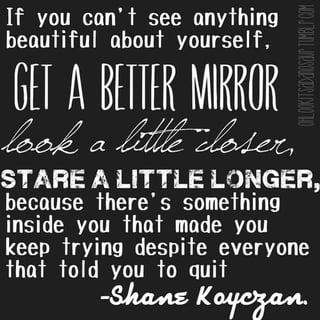 If you can't see anything
beautiful about yourself,
GET A BETTER MIRROR
look a little closer,
STARE A LITTLE LONGER,
because there's something
inside you that made you
keep trying despite everyone
that told you to quit
-Shane Koyczan.